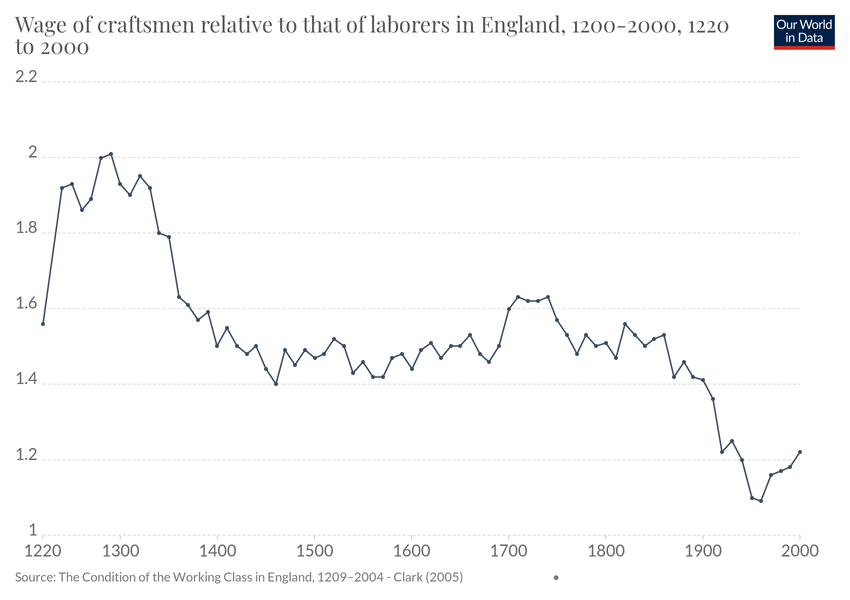 Wage of craftsmen relative to that of laborers in England, 1200-2000, 1220
to 2000
Our World
in Data
2.2
2
1.8
1.6
1.4
1.2
1
1220 1300 1400 1500 1600 1700 1800 1900 2000
Source: The Condition of the Working Class in England, 1209–2004 - Clark (2005) •